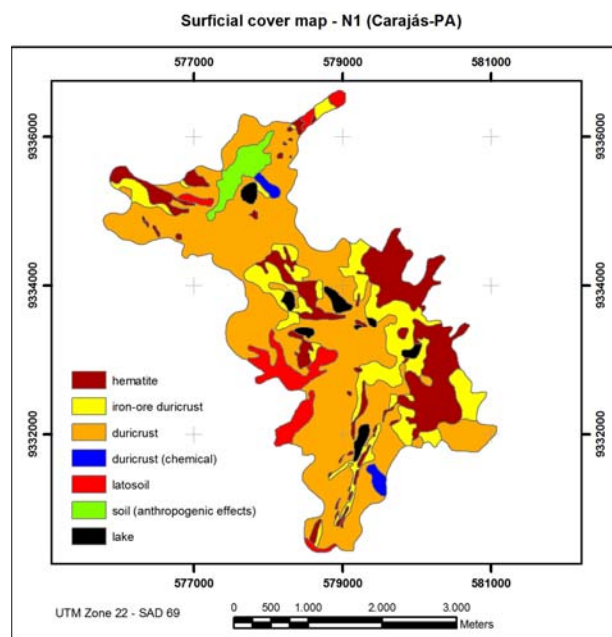 Surficial cover map - N1 (Carajás-PA)
577000 579000 581000
9336000 9336000
9334000 9334000
9332000 9332000
hematite
iron-ore duricrust
duricrust
duricrust (chemical)
latosoil
soil (anthropogenic effects)
lake
577000 579000 581000
UTM Zone 22 - SAD 69
0 500 1.000 2.000 3.000
Meters